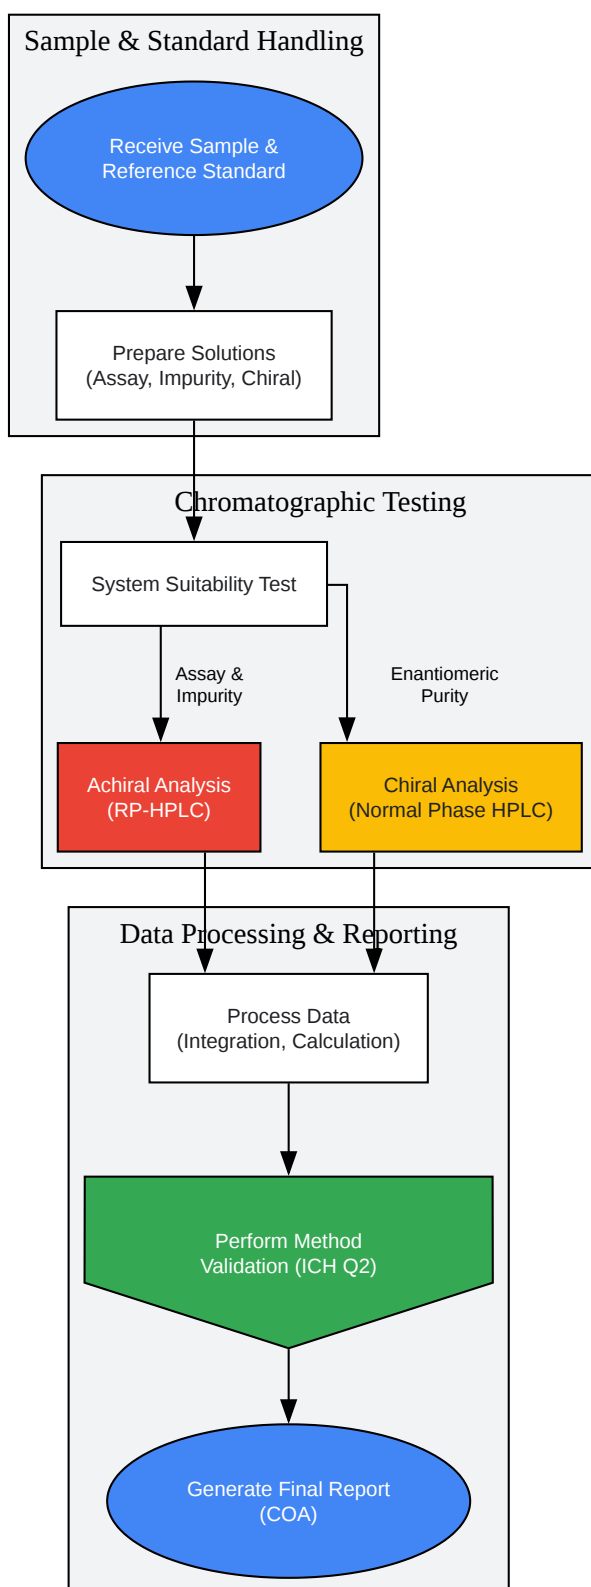 Sample & Standard Handling
Receive Sample &
Reference Standard
Prepare Solutions
(Assay, Impurity, Chiral)
Chromatographic Testing
System Suitability Test
Assay &
Impurity
Enantiomeric
Purity
Achiral Analysis
(RP-HPLC)
Chiral Analysis
(Normal Phase HPLC)
Data Processing & Reporting
Process Data
(Integration, Calculation)
Perform Method
Validation (ICH Q2)
Generate Final Report
(COA)